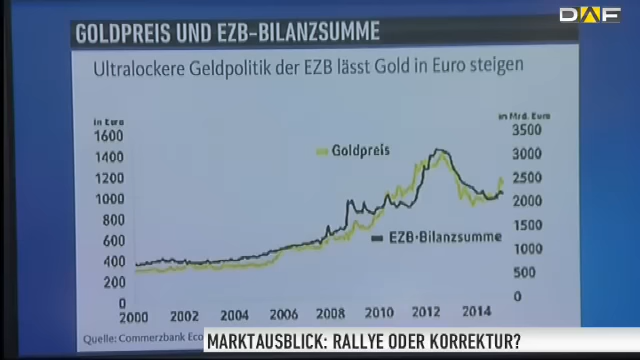 DAF
GOLDPREIS UND EZB-BILANZSUMME
Ultralockere Geldpolitik der EZB lässt Gold in Euro steigen
in Euro
in Mrd. Euro
1600
1400
1200
1000
800
600
400
200
0
3500
3000
2500
2000
1500
1000
500
0
Goldpreis
EZB-Bilanzsumme
2000 2002 2004 2006 2008 2010 2012 2014
Quelle: Commerzbank Eco
MARKTAUSBLICK: RALLYE ODER KORREKTUR?